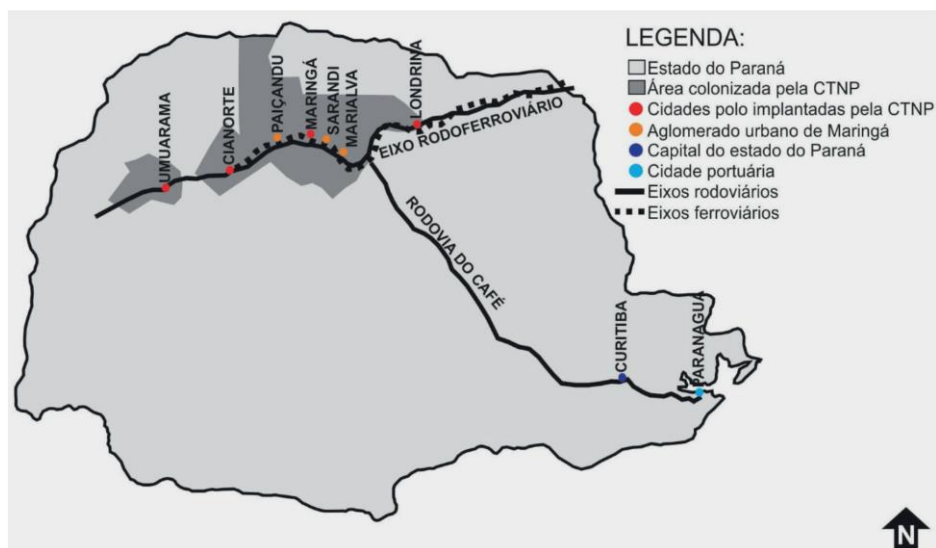 LEGENDA:
Estado do Paraná
Área colonizada pela CTNP
Cidades polo implantadas pela CTNP
Aglomerado urbano de Maringá
Capital do estado do Paraná
Cidade portuária
Eixos rodoviários
Eixos ferroviários
UMUARAMA
CIANORTE
PAIÇANDU
MARINGÁ
SARANDI
MARIALVA
LONDRINA
EIXO RODOFERROVIÁRIO
RODOVIA DO CAFÉ
CURITIBA
PARANAGUÁ
N